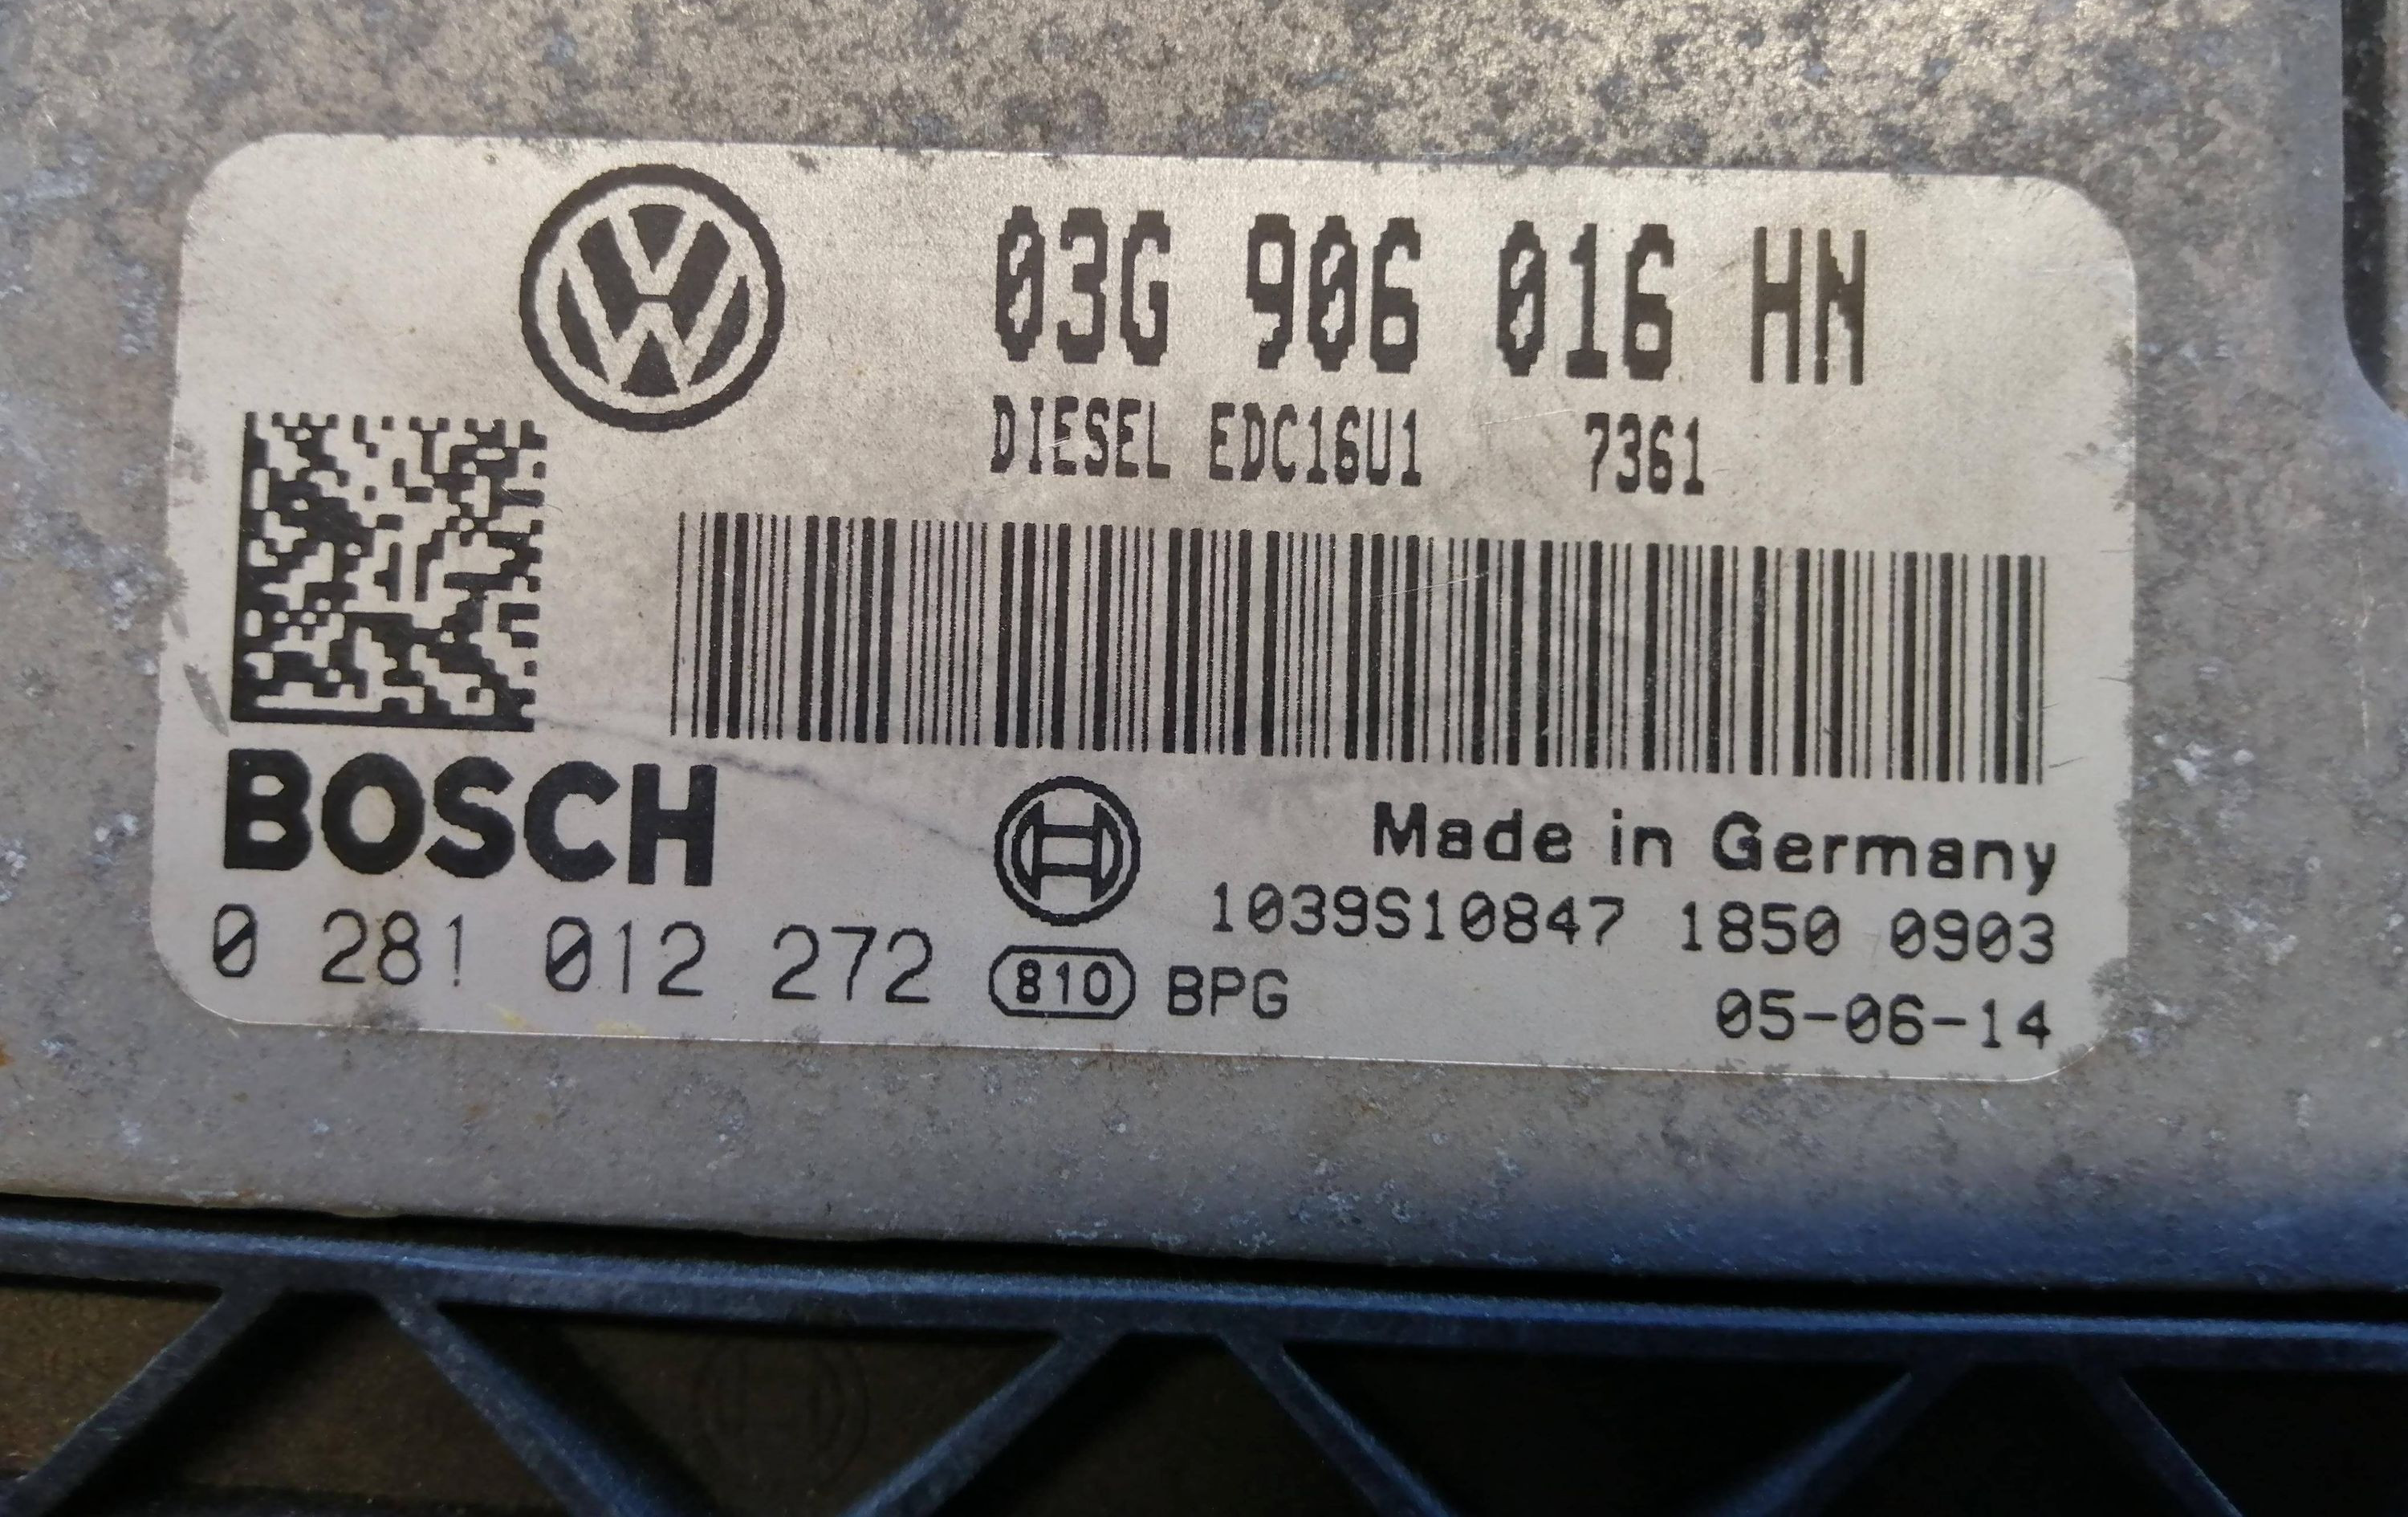 03G 906 016 HN
DIESEL EDC16U1 7361
BOSCH
Made in Germany
1039S10847 1850 0903
0 281 012 272
810 BPG
05-06-14